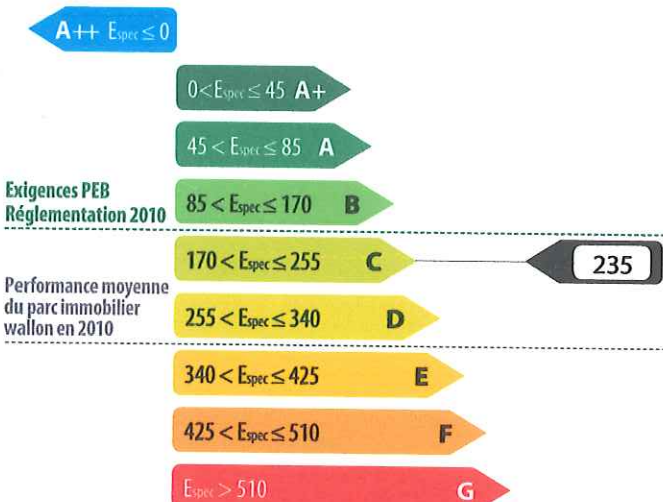 A++ Espec ≤ 0
0 < Espec ≤ 45 A+
45 < Espec ≤ 85 A
Exigences PEB
Réglementation 2010
85 < Espec ≤ 170 B
170 < Espec ≤ 255 C
235
Performance moyenne
du parc immobilier
wallon en 2010
255 < Espec ≤ 340 D
340 < Espec ≤ 425 E
425 < Espec ≤ 510 F
Espec > 510 G